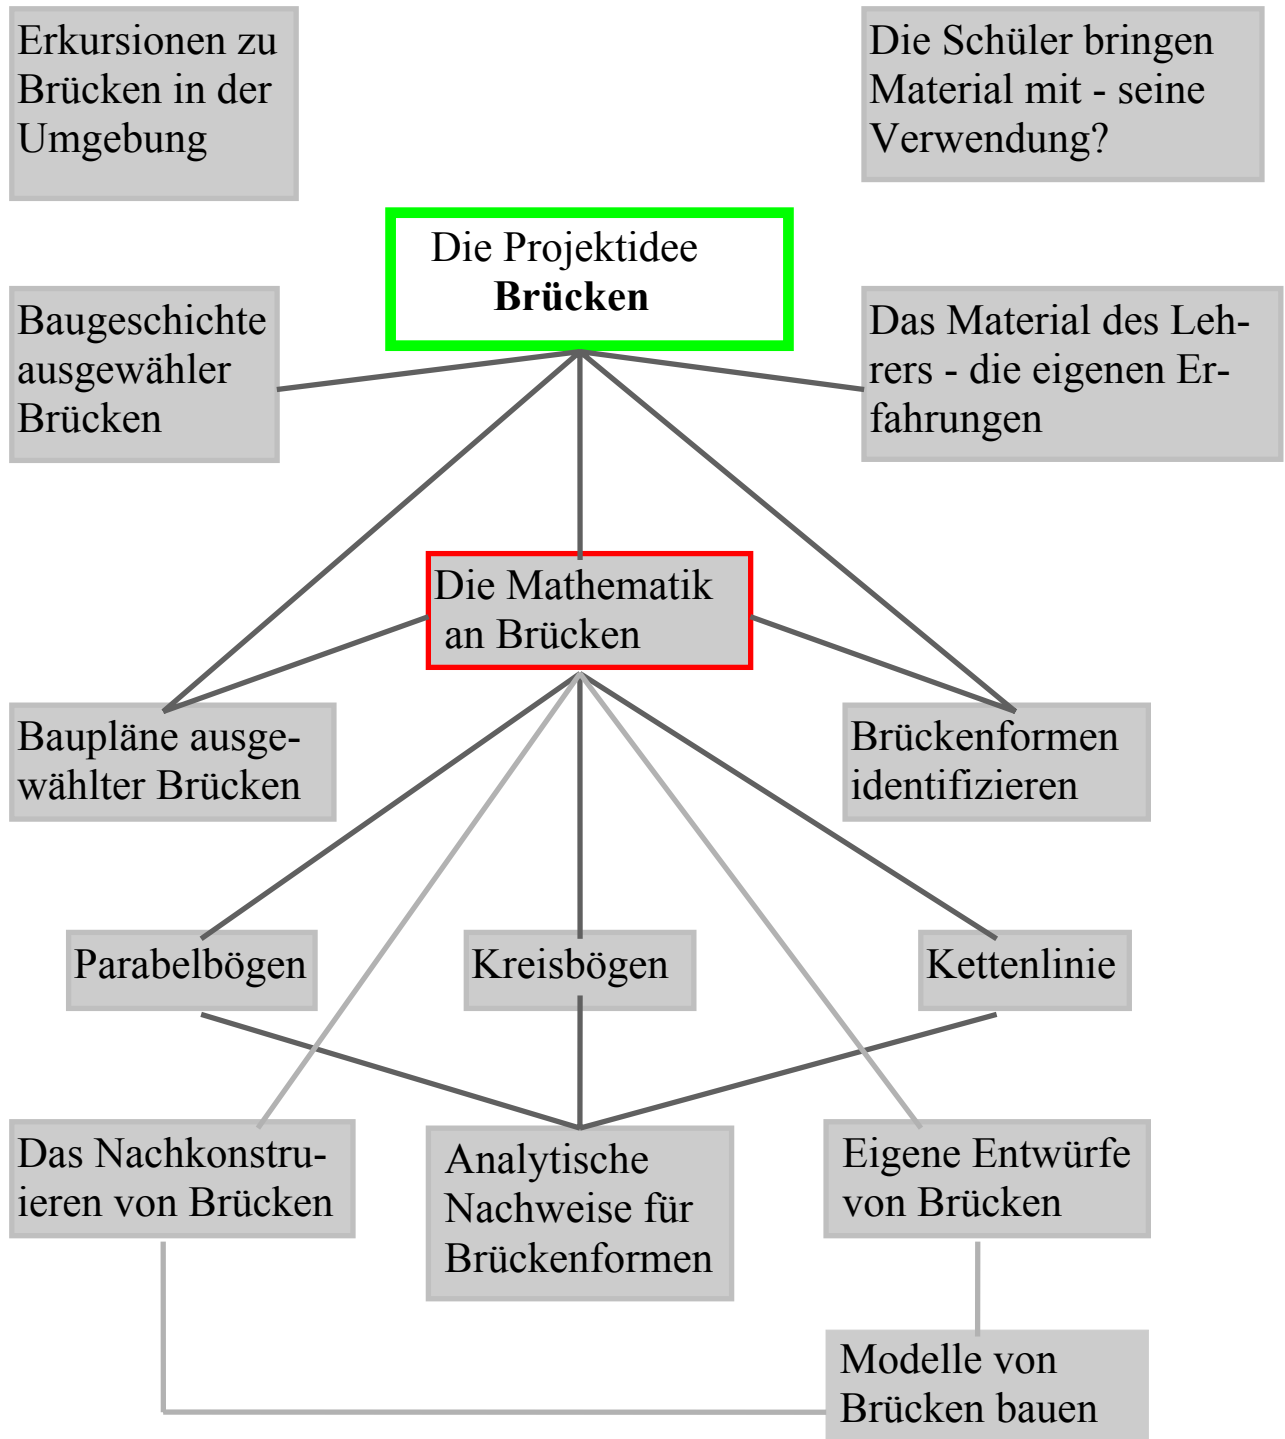 Erkursionen zu
Brücken in der
Umgebung
Die Schüler bringen
Material mit - seine
Verwendung?
Die Projektidee
Brücken
Baugeschichte
ausgewähler
Brücken
Das Material des Leh-
rers - die eigenen Er-
fahrungen
Die Mathematik
an Brücken
Baupläne ausge-
wählter Brücken
Brückenformen
identifizieren
Parabelbögen
Kreisbögen
Kettenlinie
Das Nachkonstru-
ieren von Brücken
Analytische
Nachweise für
Brückenformen
Eigene Entwürfe
von Brücken
Modelle von
Brücken bauen